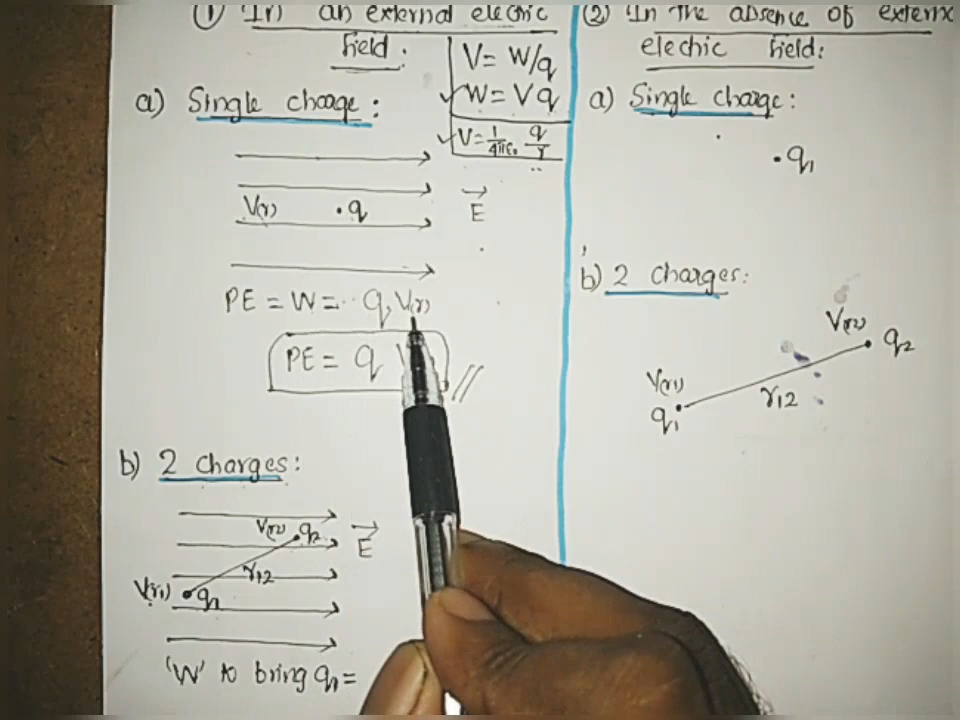 (1) In an external electric
field.
V = W/q
W = Vq
V = 1/4πε₀ q/r
a) Single charge:
V(r) .q
E
PE = W = q V(r)
PE = q V
b) 2 charges:
V(r2) q2
E
r12
V(r1) q1
'W' to bring q1 =
(2) In the absence of
electric field:
a) Single charge:
.q1
b) 2 charges:
V(r2) q2
V(r1)
q1 r12